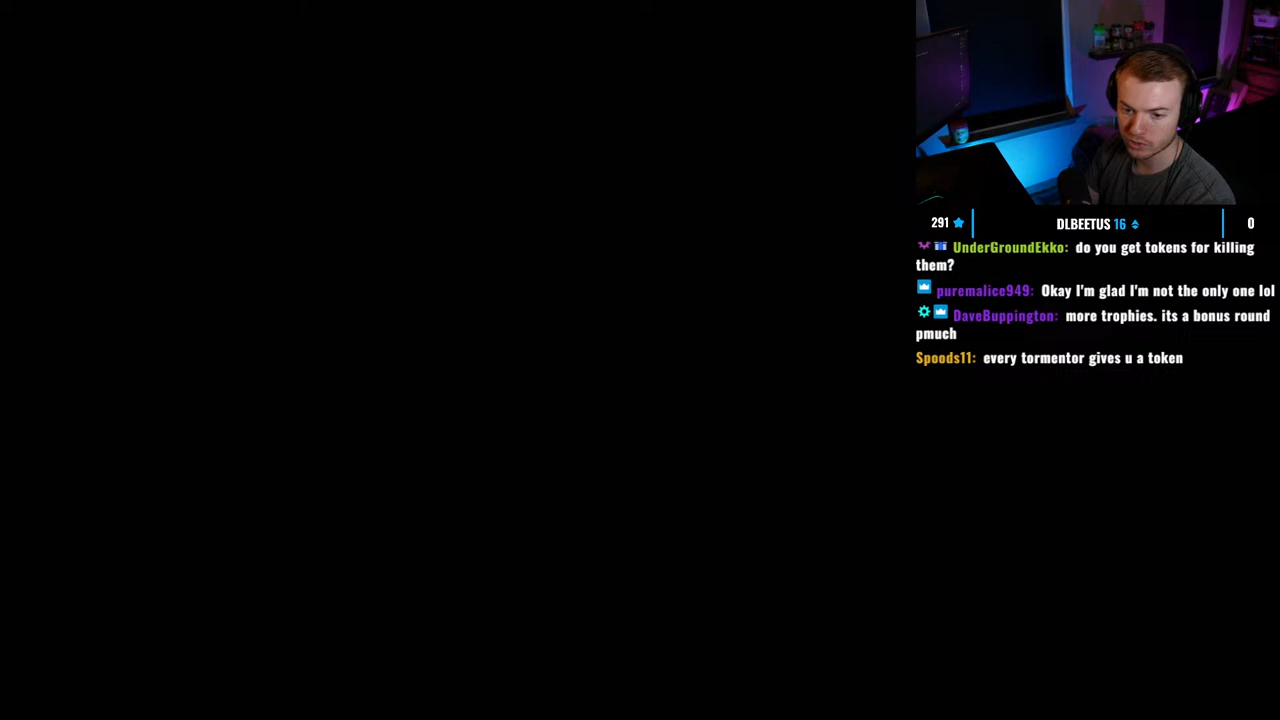 291 DLBEETUS 16 0
UnderGroundEkko: do you get tokens for killing
them?
puremalice949: Okay I'm glad I'm not the only one lol
DaveBuppington: more trophies. its a bonus round
pmuch
Spoods11: every tormentor gives u a token